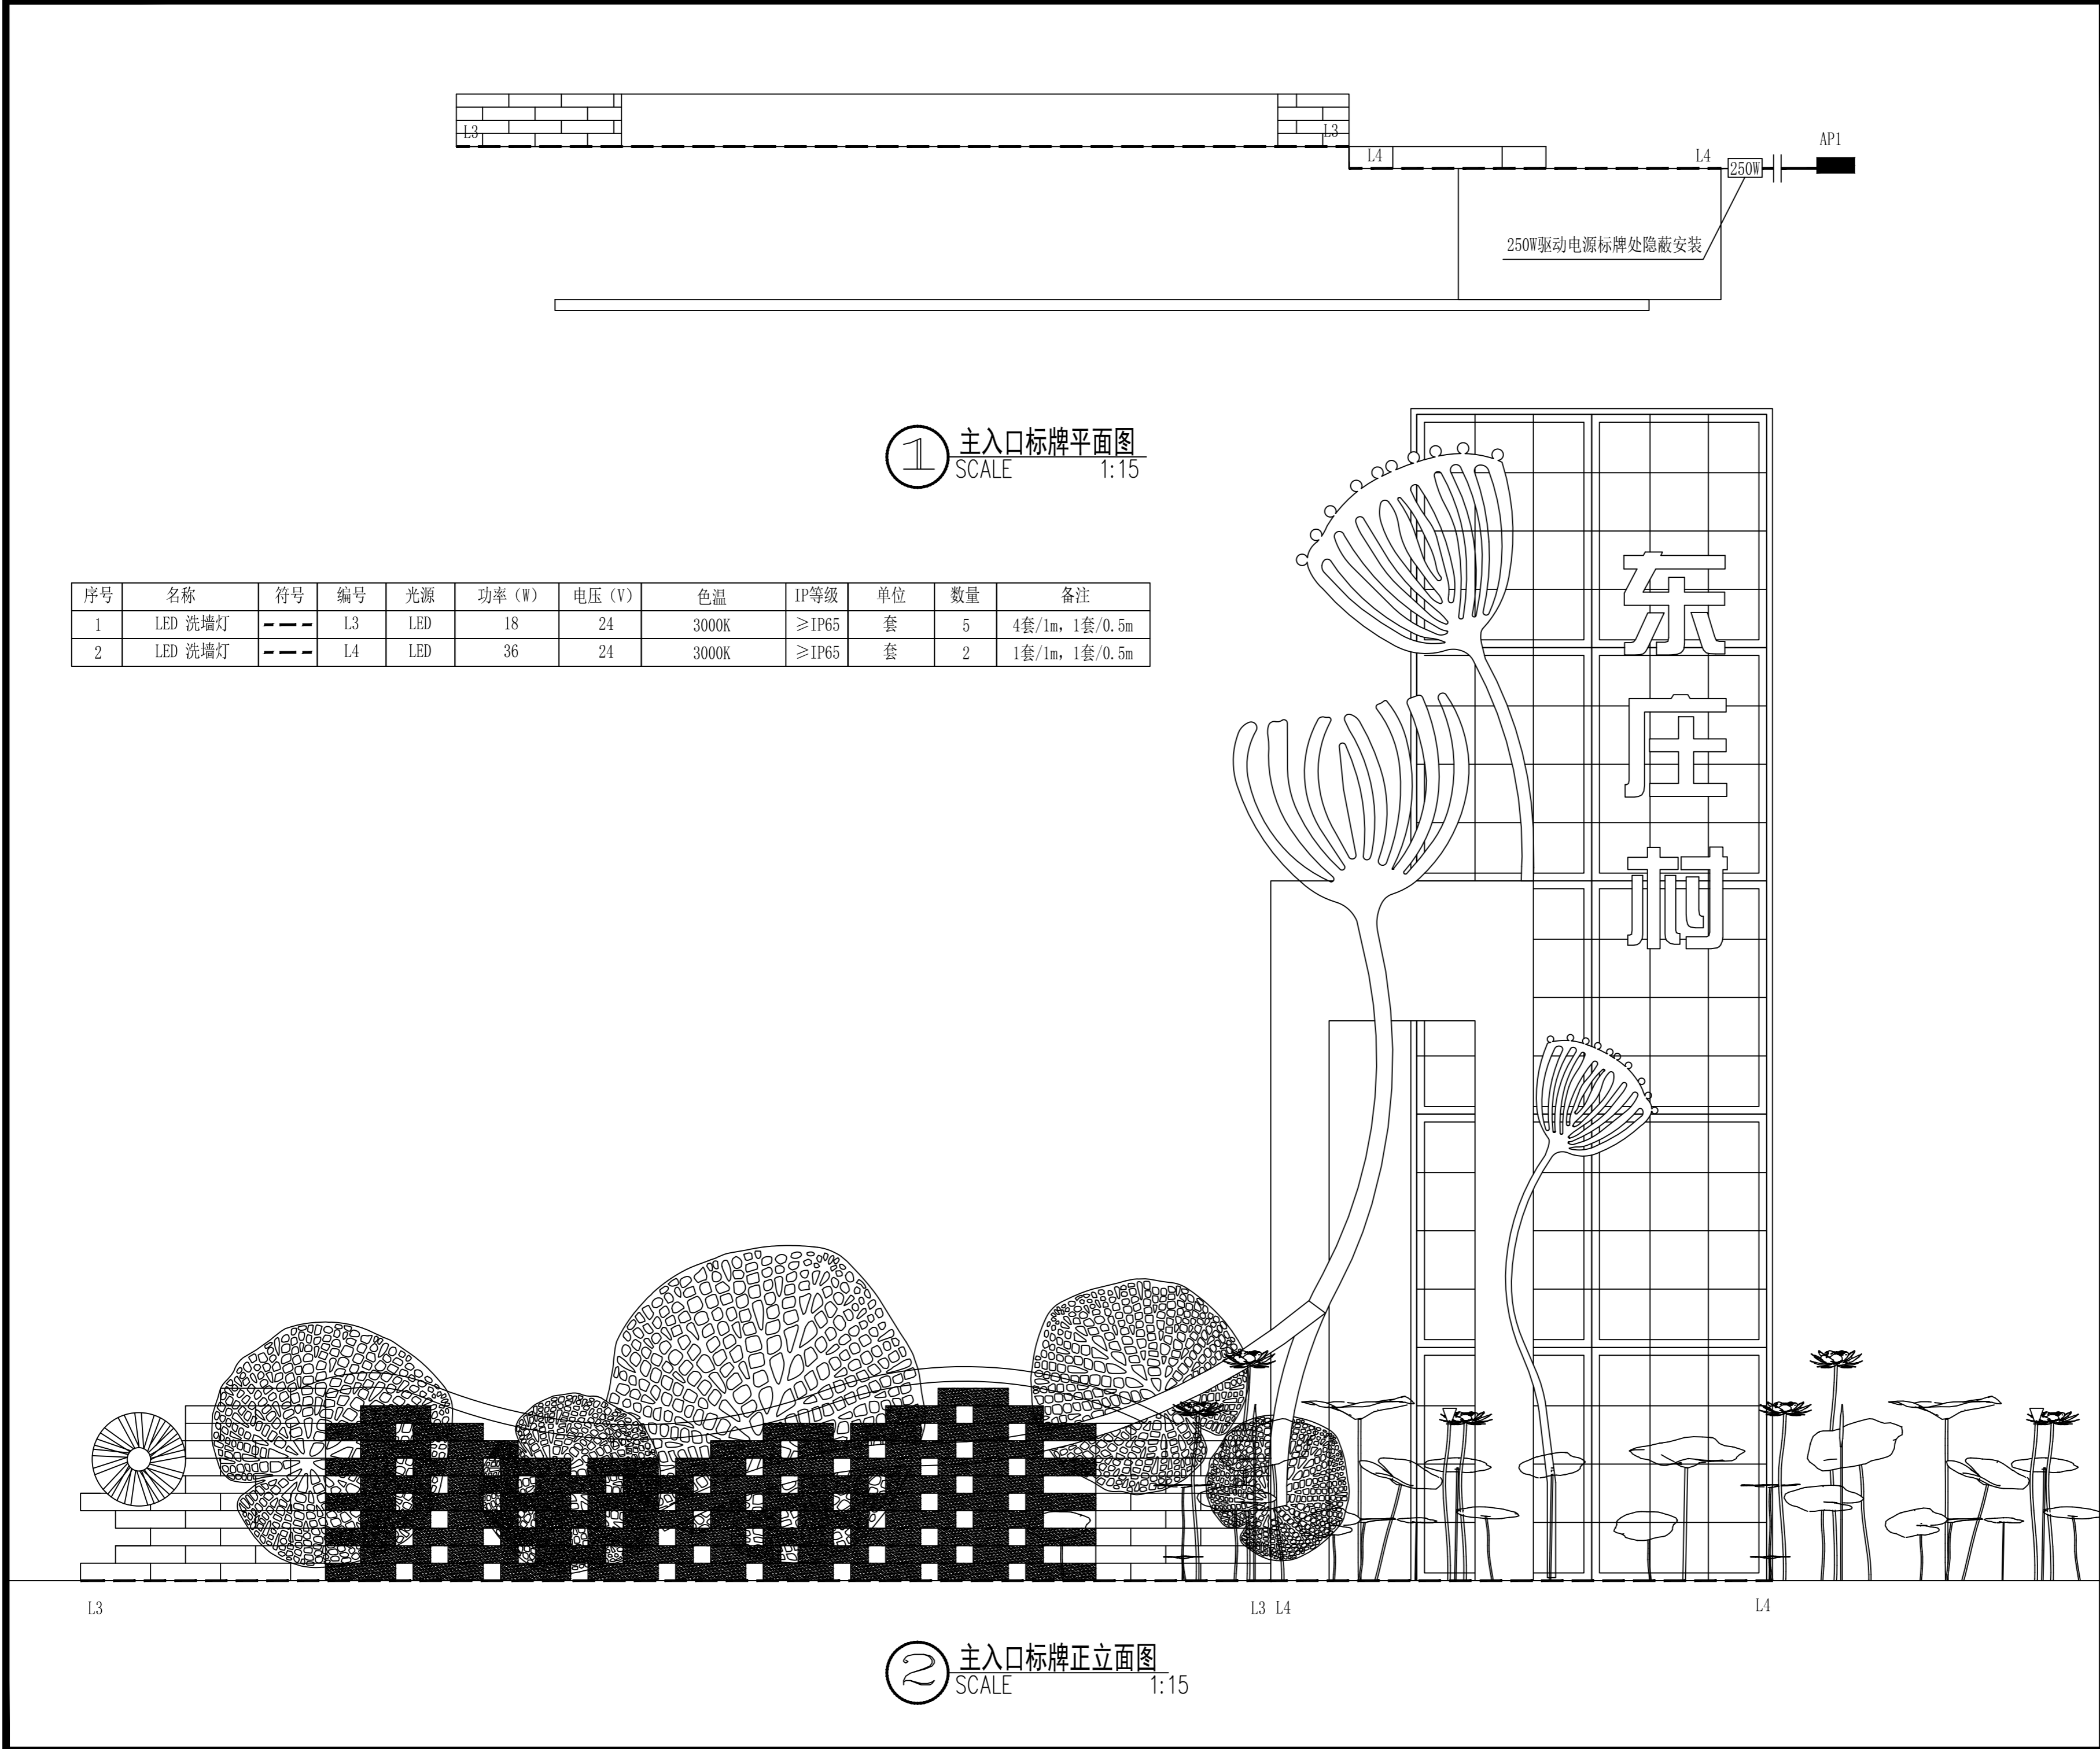 L3 L3
L4 L4 250W AP1
250W驱动电源标牌处隐蔽安装
1 主入口标牌平面图
SCALE 1:15
序号 名称 符号 编号 光源 功率（W） 电压（V） 色温 IP等级 单位 数量 备注
1 LED 洗墙灯 L3 LED 18 24 3000K ≥IP65 套 5 4套/1m，1套/0.5m
2 LED 洗墙灯 L4 LED 36 24 3000K ≥IP65 套 2 1套/1m，1套/0.5m
东
庄
村
L3 L3 L4 L4
2 主入口标牌正立面图
SCALE 1:15